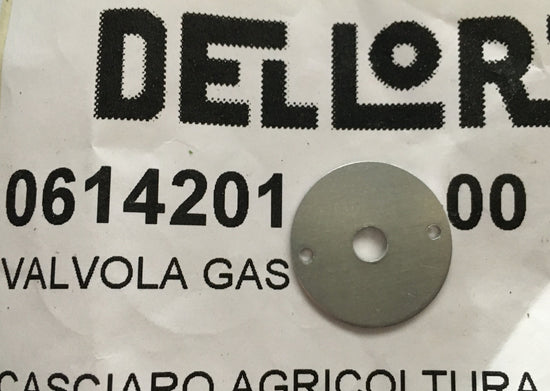 DELLOR
0614201 00
VALVOLA GAS
CASCIARO AGRICOLTURA